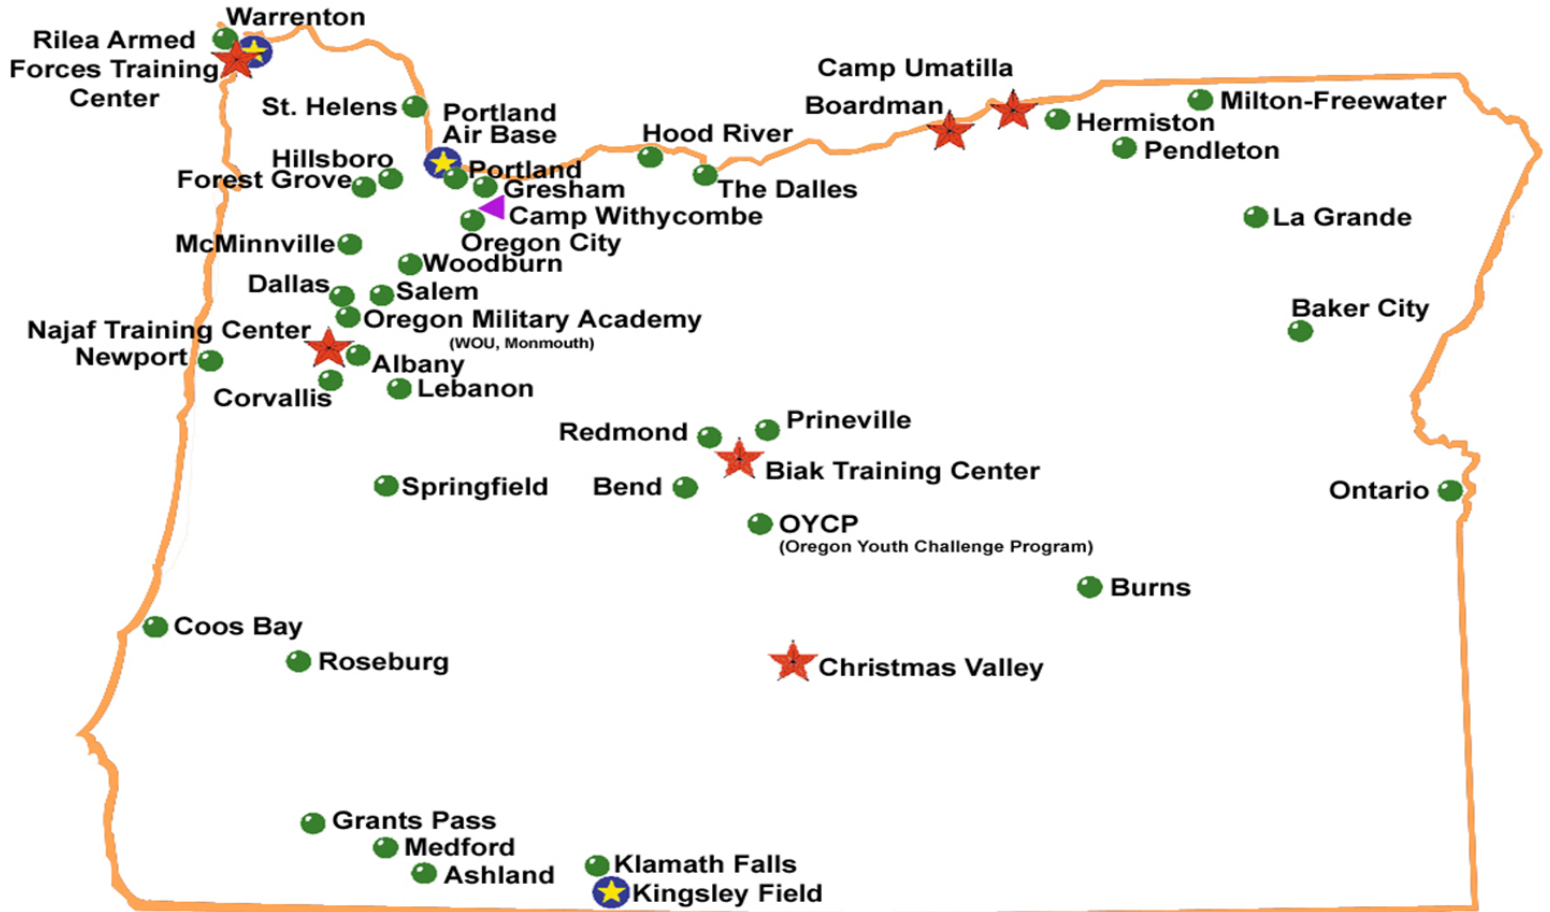 Warrenton
Rilea Armed
Forces Training
Center
Camp Umatilla
Boardman
Milton-Freewater
St. Helens
Portland
Air Base
Hermiston
Hood River
Pendleton
Hillsboro
Portland
Forest Grove
Gresham
The Dalles
Camp Withycombe
La Grande
Oregon City
McMinnville
Woodburn
Dallas
Salem
Baker City
Oregon Military Academy
(WOU, Monmouth)
Najaf Training Center
Newport
Albany
Lebanon
Corvallis
Prineville
Redmond
Biak Training Center
Springfield
Bend
Ontario
OYCP
(Oregon Youth Challenge Program)
Burns
Coos Bay
Roseburg
Christmas Valley
Grants Pass
Medford
Ashland
Klamath Falls
Kingsley Field